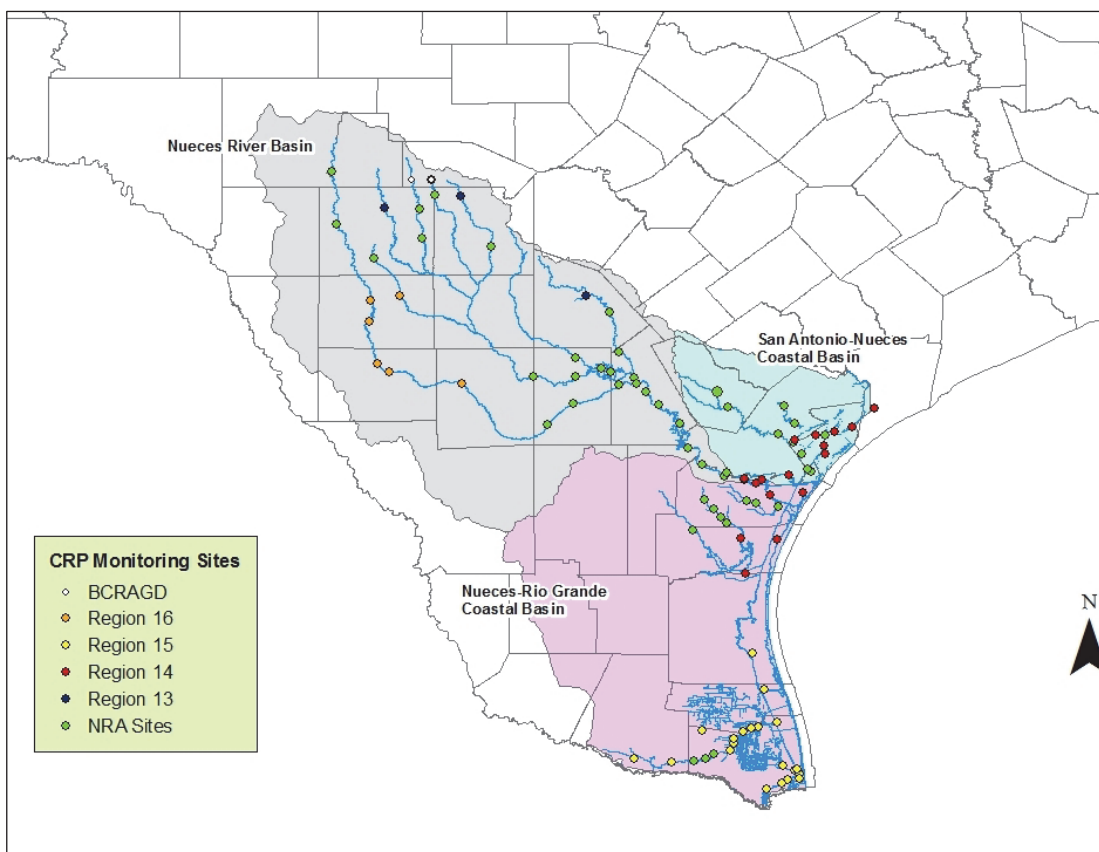 Nueces River Basin
San Antonio-Nueces
Coastal Basin
CRP Monitoring Sites
BCRAGD
Region 16
Region 15
Region 14
Region 13
NRA Sites
Nueces-Rio Grande
Coastal Basin
N